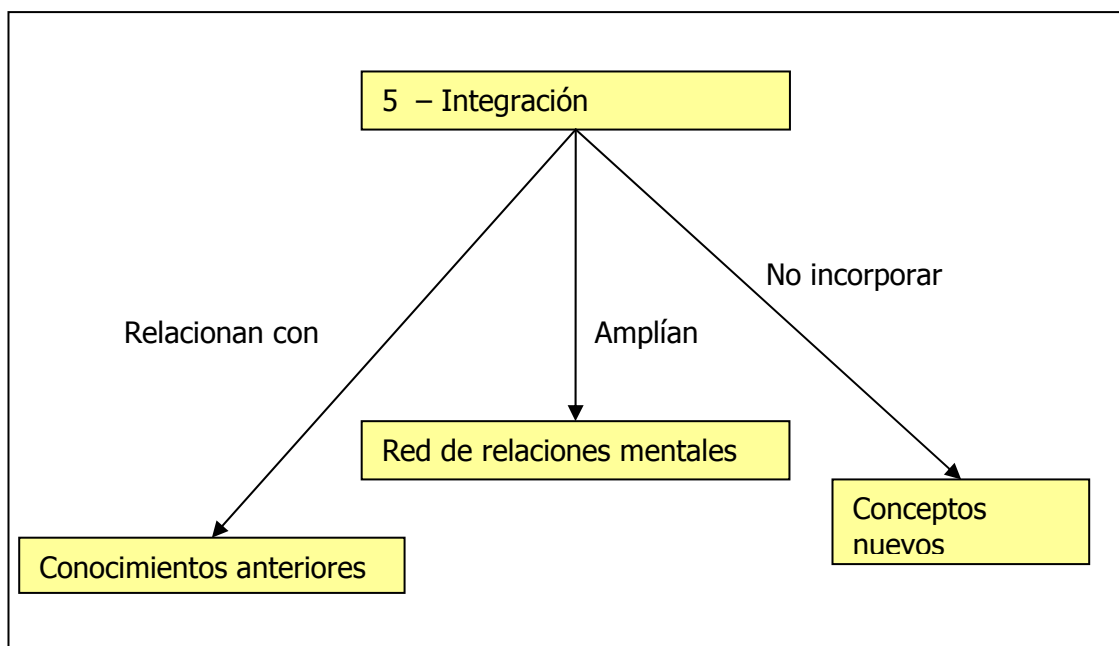 5 – Integración
No incorporar
Relacionan con
Amplían
Red de relaciones mentales
Conceptos
nuevos
Conocimientos anteriores